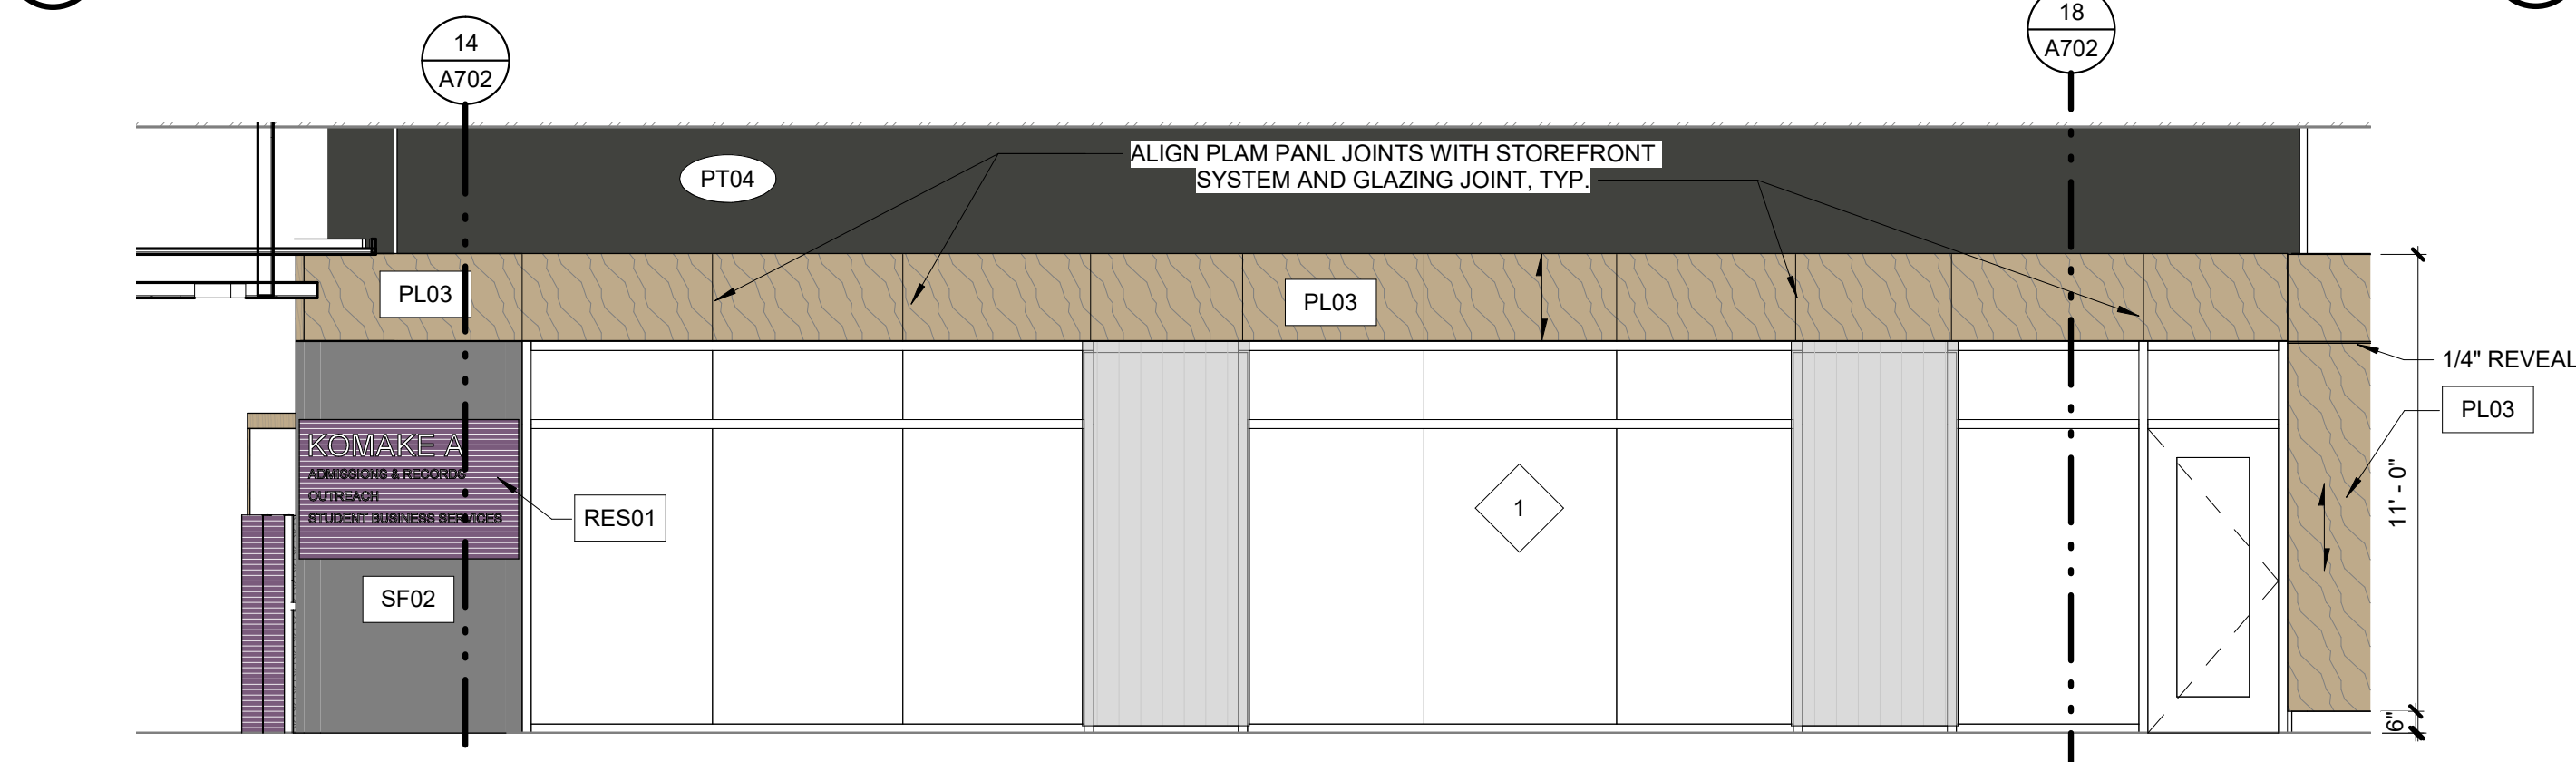 14
A702
18
A702
ALIGN PLAM PANL JOINTS WITH STOREFRONT
SYSTEM AND GLAZING JOINT, TYP.
PT04
PL03
PL03
1/4" REVEAL
PL03
KOMAKE A
ADMISSIONS & RECORDS
OUTREACH
STUDENT BUSINESS SERVICES
RES01
1
11' - 0"
SF02
6"